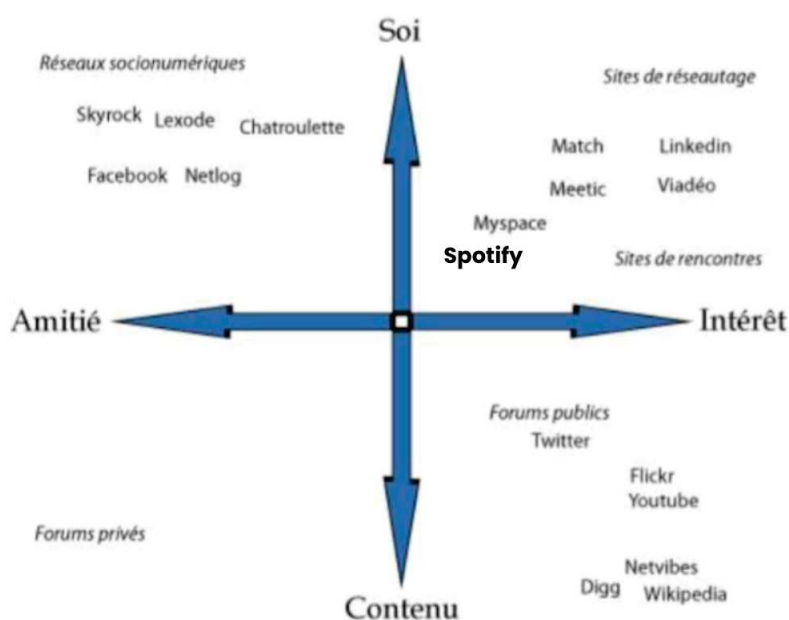 Soi
Réseaux socionumériques
Sites de réseautage
Skyrock Lexode Chatroulette
Match Linkedin
Facebook Netlog
Meetic Viadéo
Myspace
Spotify
Sites de rencontres
Amitié
Intérêt
Forums publics
Twitter
Flickr
Youtube
Forums privés
Netvibes
Digg Wikipedia
Contenu